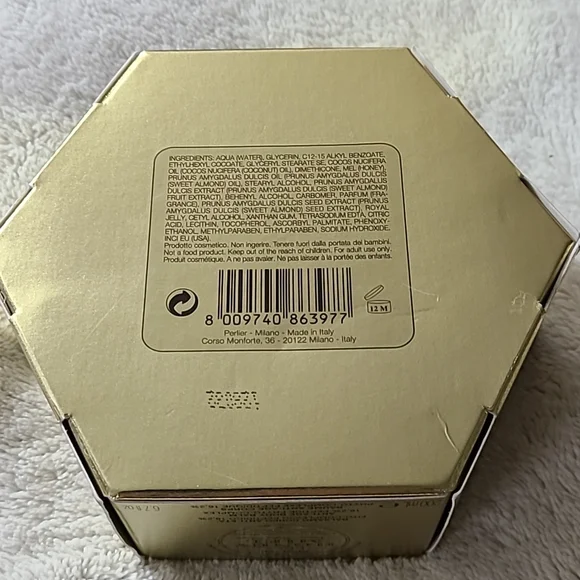 INGREDIENTS: AQUA (WATER), GLYCERIN, C12-15 ALKYL BENZOATE,
ETHYLHEXYL COCOATE, GLYCERYL STEARATE SE, COCOS NUCIFERA
OIL (COCOS NUCIFERA (COCONUT) OIL), DIMETHICONE, MEL (HONEY),
PRUNUS AMYGDALUS DULCIS OIL (PRUNUS AMYGDALUS DULCIS
(SWEET ALMOND) OIL), STEARYL ALCOHOL, PRUNUS AMYGDALUS
DULCIS EXTRACT (PRUNUS AMYGDALUS DULCIS (SWEET ALMOND)
FRUIT EXTRACT), BEHENYL ALCOHOL, CARBOMER, PARFUM (FRA-
GRANCE), PRUNUS AMYGDALUS DULCIS SEED EXTRACT (PRUNUS
AMYGDALUS DULCIS (SWEET ALMOND) SEED EXTRACT), ROYAL
JELLY, CETYL ALCOHOL, XANTHAN GUM, TETRASODIUM EDTA, CITRIC
ACID, LECITHIN, TOCOPHEROL, ASCORBYL PALMITATE, PHENOXY-
ETHANOL, METHYLPARABEN, ETHYLPARABEN, SODIUM HYDROXIDE.
INCI EU (USA).
Prodotto cosmetico. Non ingerire. Tenere fuori dalla portata dei bambini.
Not a food product. Keep out of the reach of children. For adult use only.
Produit cosmétique. A ne pas avaler. Ne pas laisser à la portée des enfants.
12 M
8 009740 863977
Perlier - Milano - Made in Italy
Corso Monforte, 36 - 20122 Milano - Italy